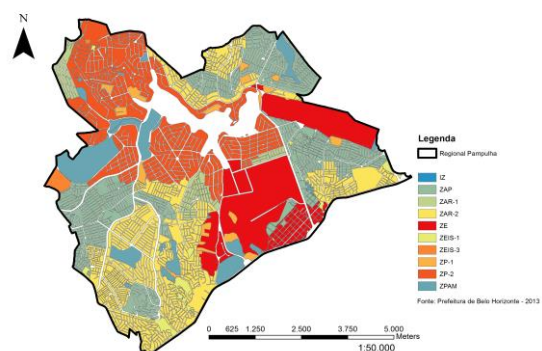 N
Legenda
Regional Pampulha
IZ
ZAP
ZAR-1
ZAR-2
ZE
ZEIS-1
ZEIS-3
ZP-1
ZP-2
ZPAM
Fonte: Prefeitura de Belo Horizonte - 2013
0 625 1.250 2.500 3.750 5.000
Meters
1:50.000